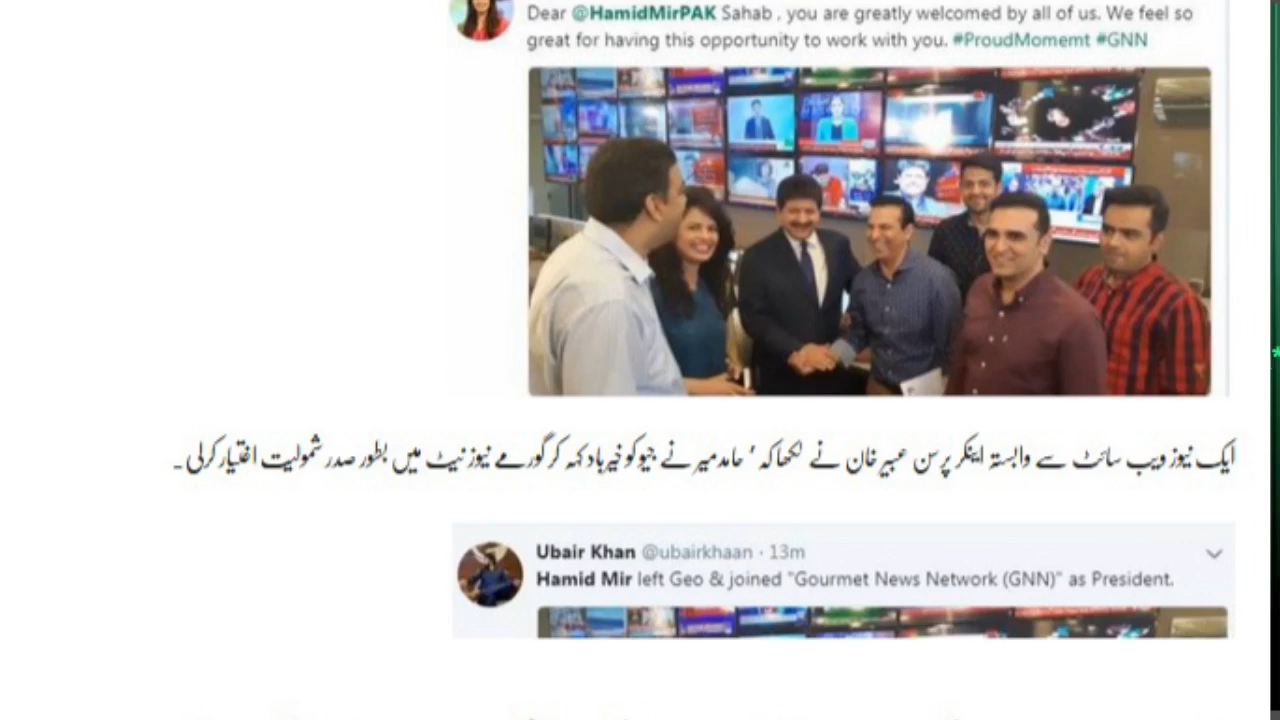 Dear @HamidMirPAK Sahab , you are greatly welcomed by all of us. We feel so
great for having this opportunity to work with you. #ProudMomemt #GNN
ایک نیوز ویب سائٹ سے وابستہ اینکر پرسن عبیر خان نے لکھا کہ ' حامد میر نے جیو کو خیر باد کہہ کر گورمے نیوز نیٹ میں بطور صدر شمولیت اختیار کرلی۔
Ubair Khan @ubairkhaan · 13m
Hamid Mir left Geo & joined "Gourmet News Network (GNN)" as President.